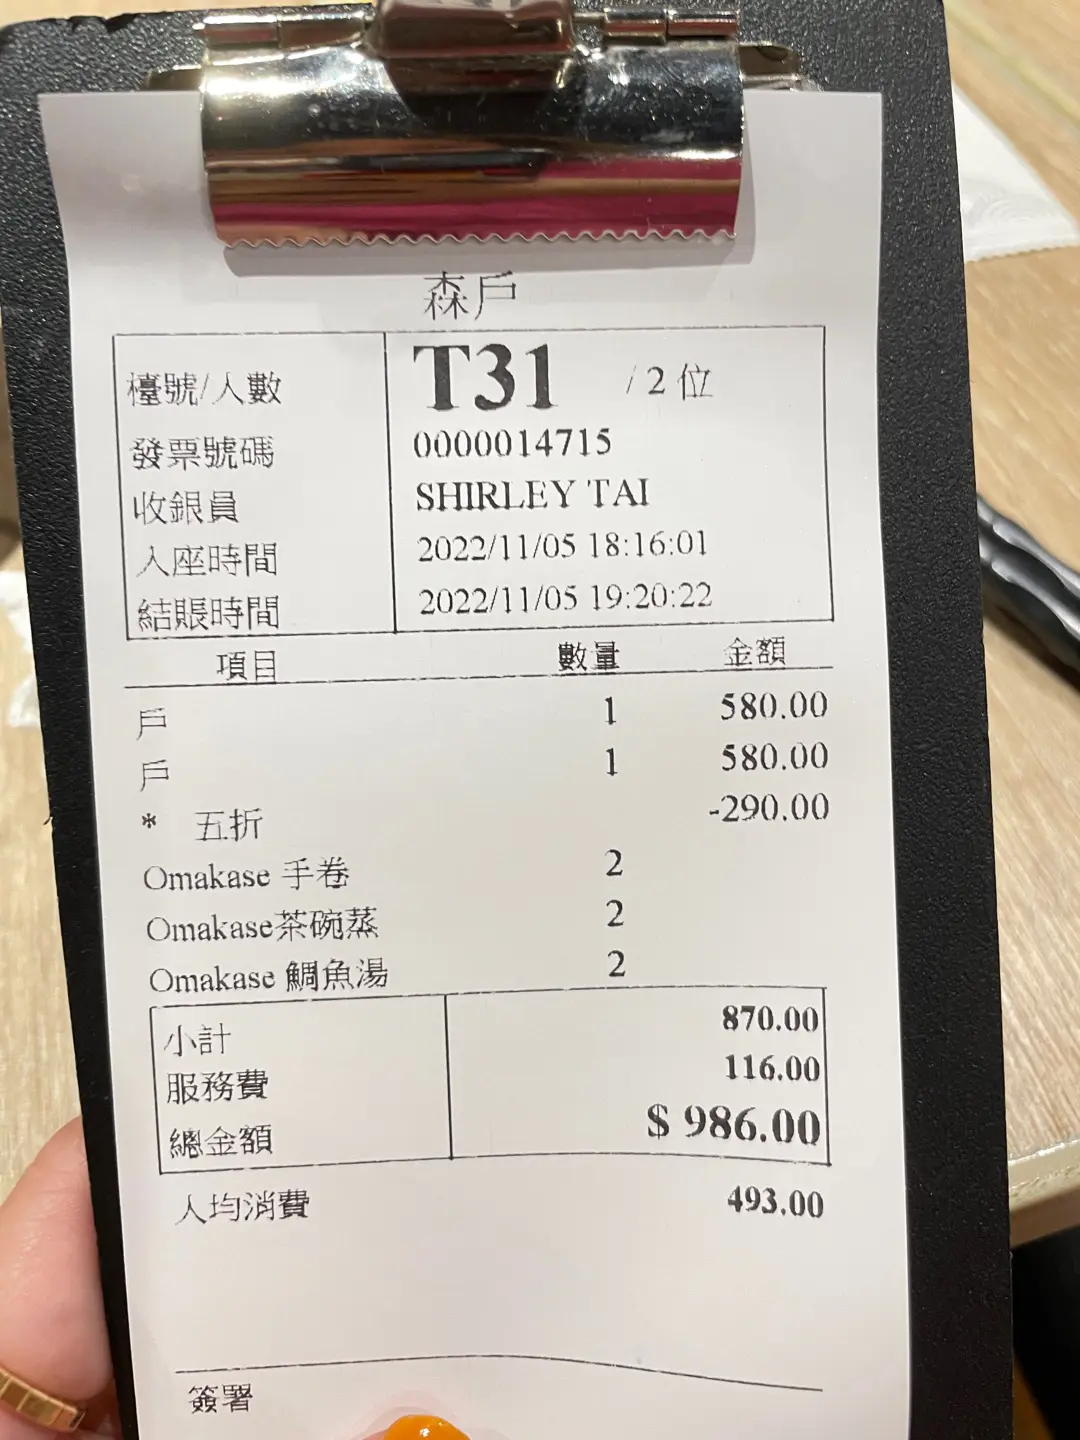 森戶
檯號/人數 T31 / 2 位
發票號碼 0000014715
收銀員 SHIRLEY TAI
入座時間 2022/11/05 18:16:01
結賬時間 2022/11/05 19:20:22
項目 數量 金額
戶 1 580.00
戶 1 580.00
* 五折 -290.00
Omakase 手卷 2
Omakase茶碗蒸 2
Omakase 鯛魚湯 2
小計 870.00
服務費 116.00
總金額 $ 986.00
人均消費 493.00
簽署